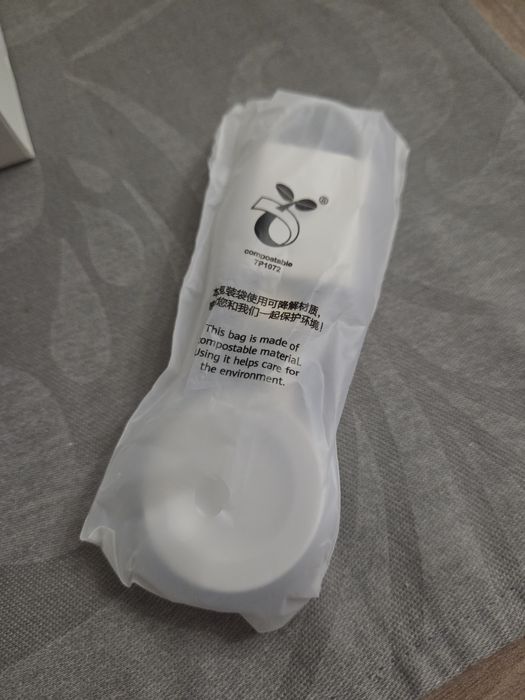 ®
compostable
7P1072
本包装袋使用可降解材质,
您和我们一起保护环境!
This bag is made of
compostable material.
Using it helps care for
the environment.